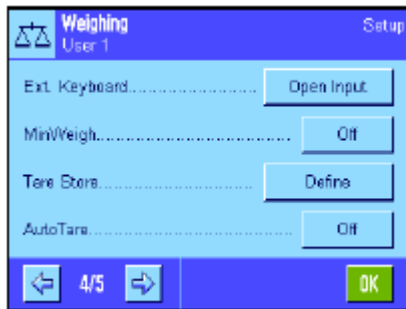 Weighing
Setup
User 1
Ext. Keyboard................................ Open Input
MinWeigh................................................ Off
Tare Store...................................... Define
AutoTare................................................ Off
4/5
OK